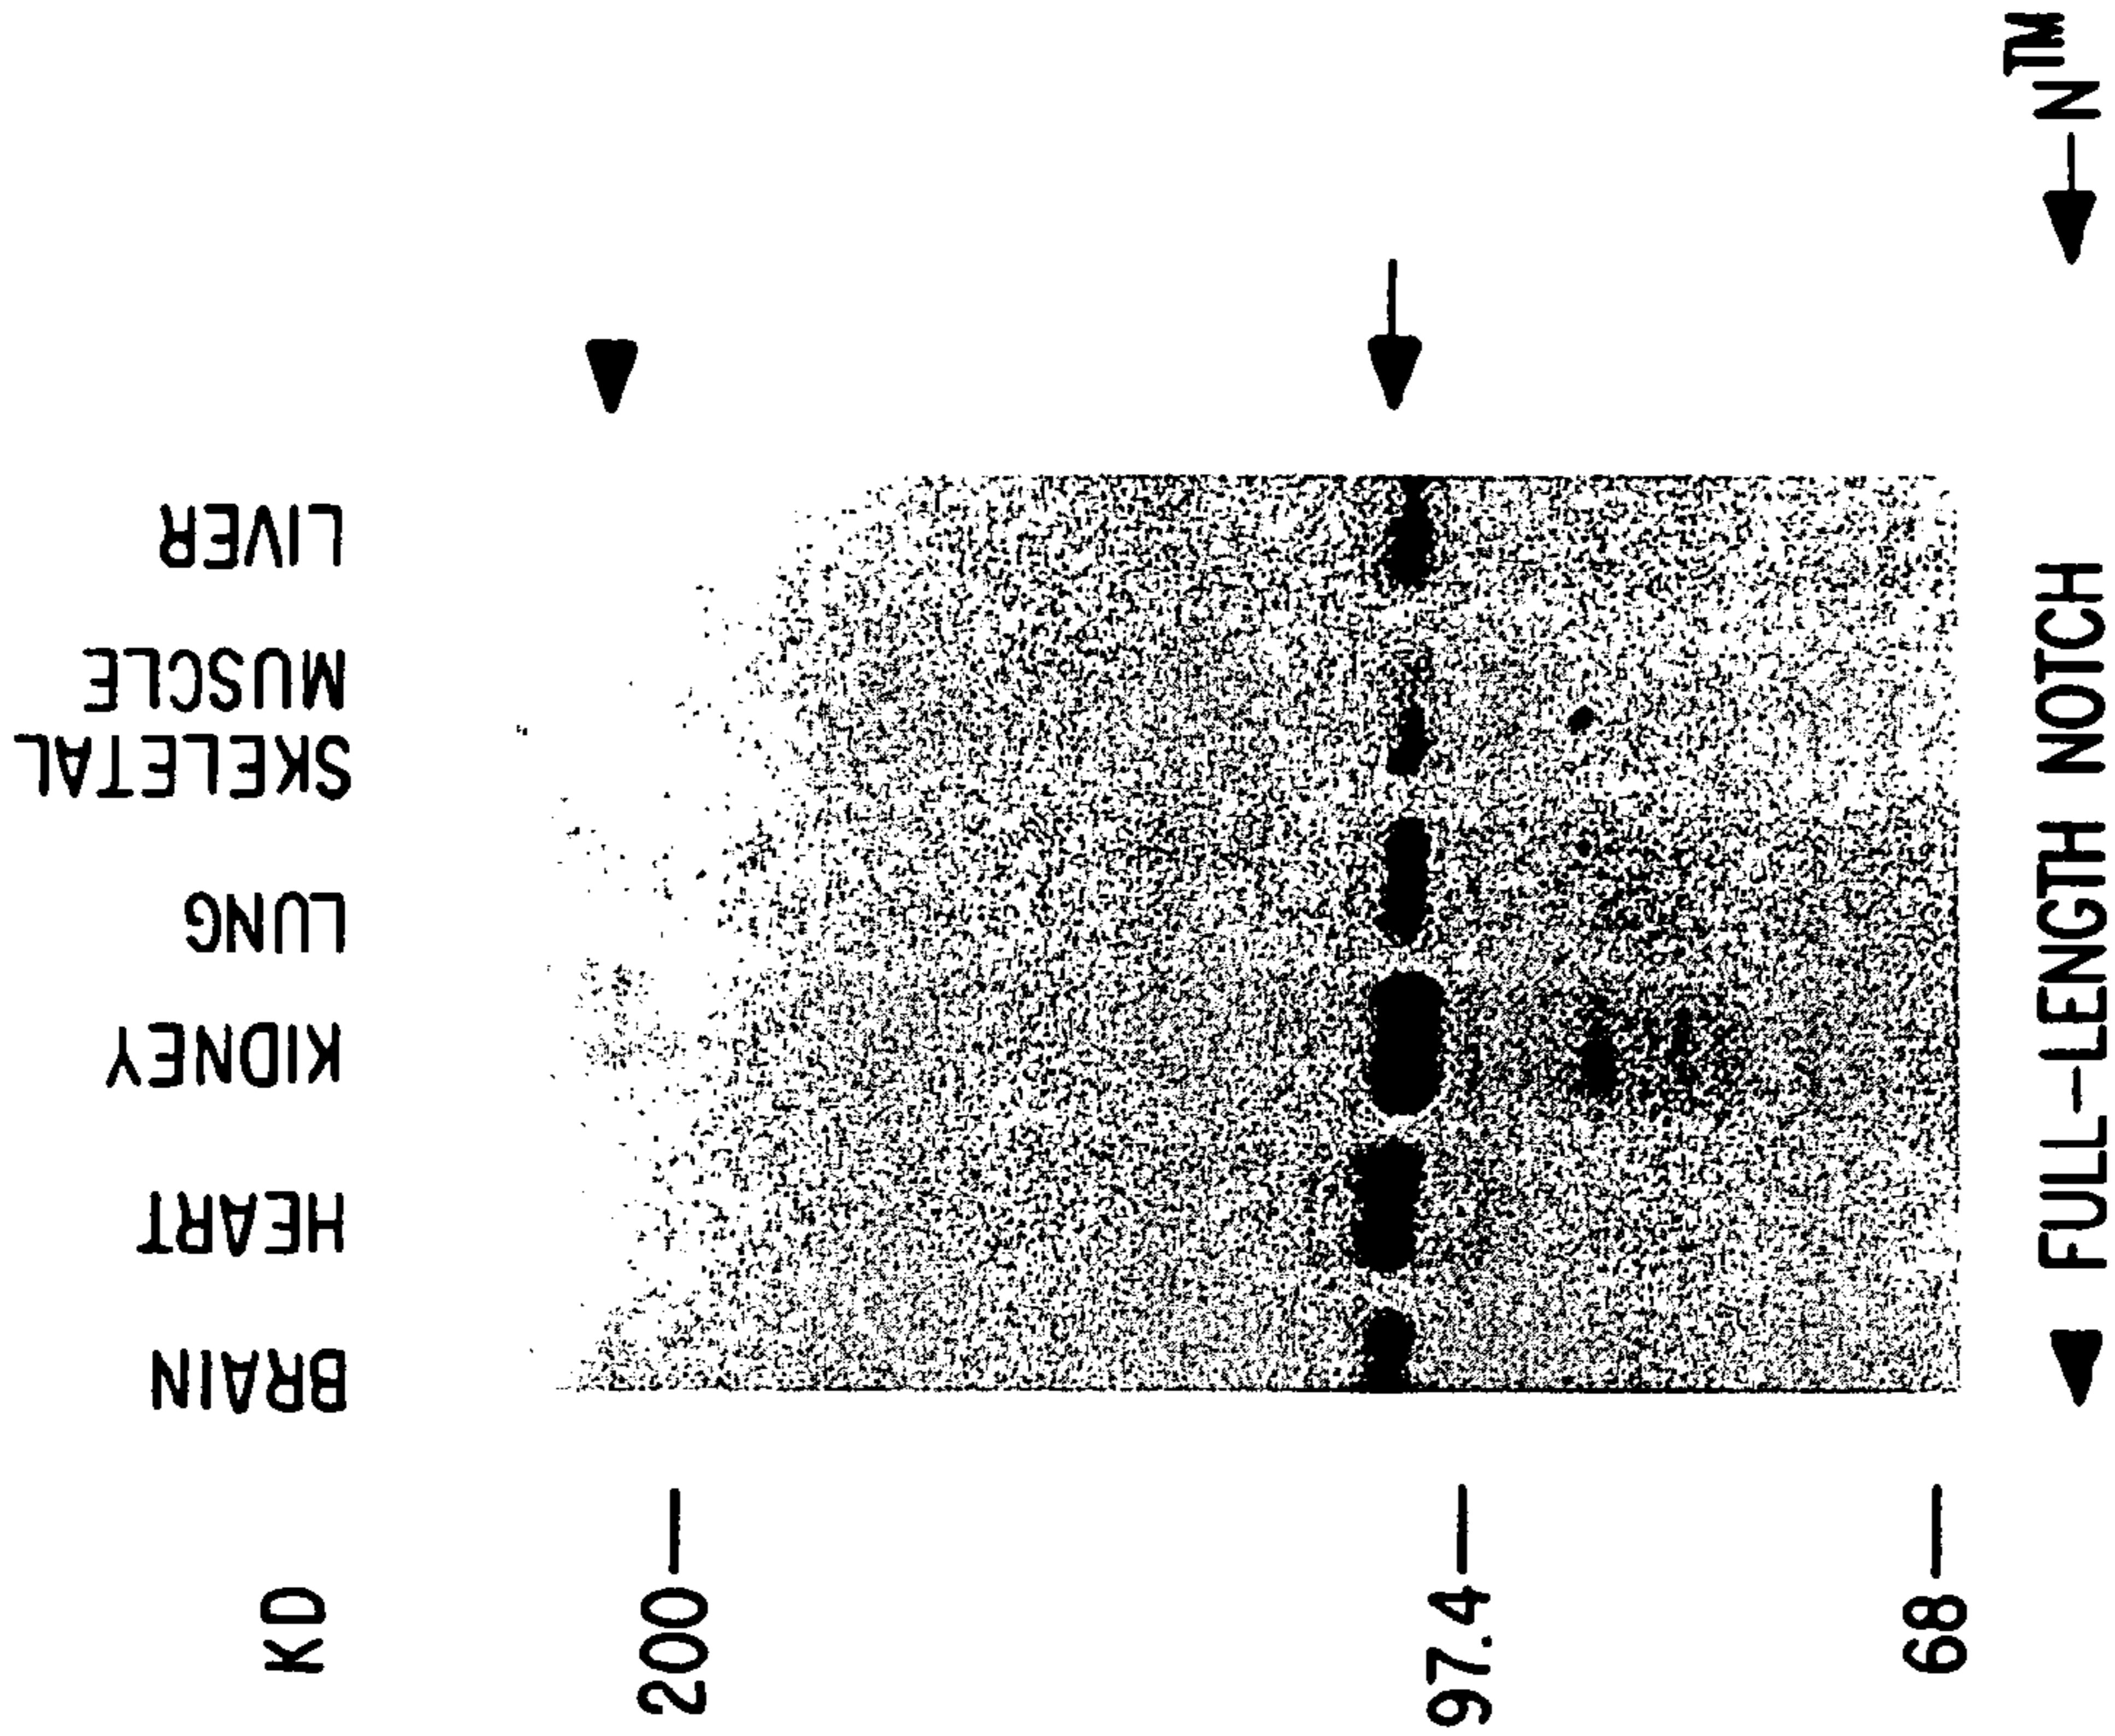 KD
BRAIN
HEART
KIDNEY
LUNG
SKELETAL
MUSCLE
LIVER
200
97.4
68
FULL-LENGTH NOTCH
N™